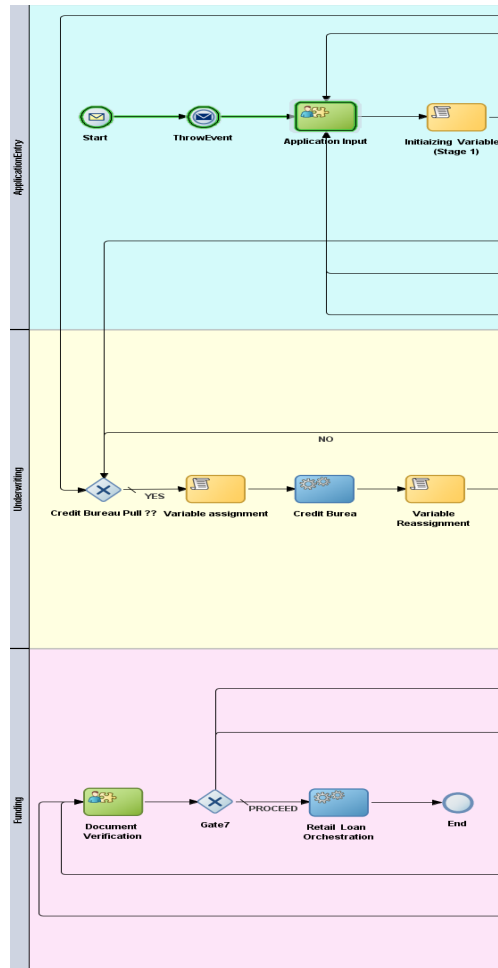 ApplicationEntry
Start
ThrowEvent
Application Input
Initiaizing Variable
(Stage 1)
Underwriting
NO
YES
Credit Bureau Pull ??
Variable assignment
Credit Burea
Variable
Reassignment
Funding
PROCEED
Document
Verification
Gate7
Retail Loan
Orchestration
End